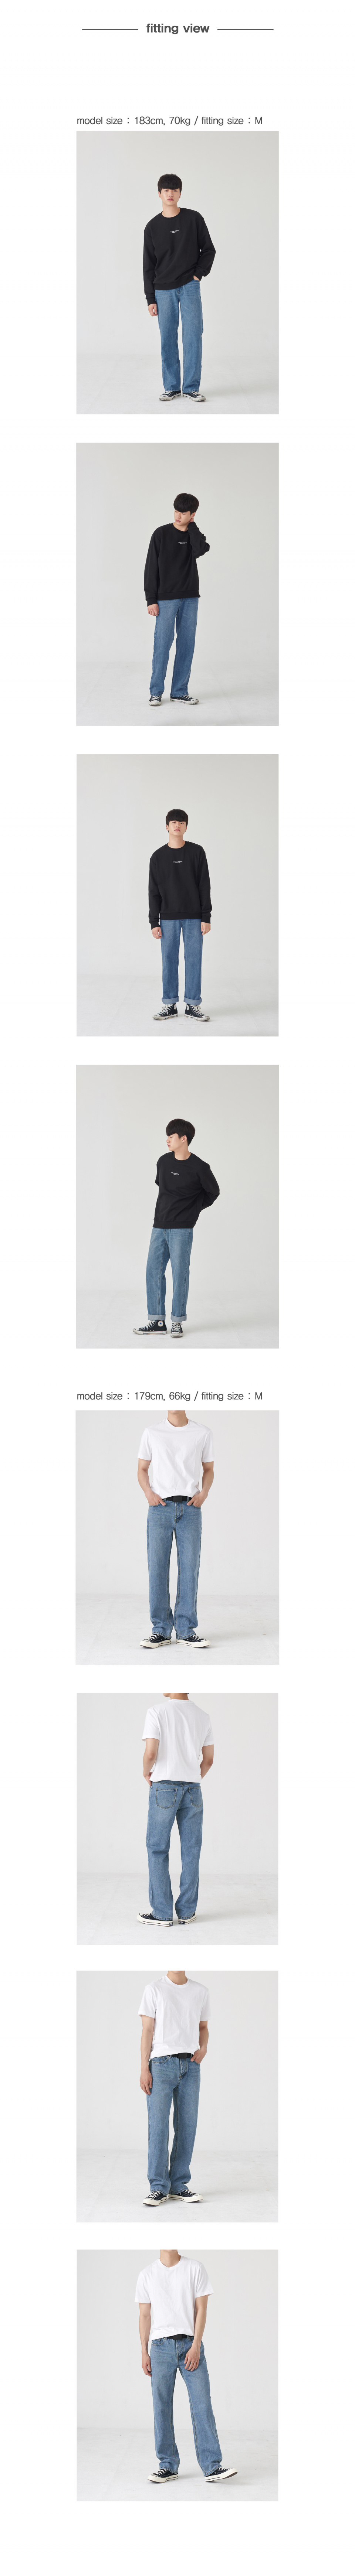 fitting view
model size : 183cm, 70kg / fitting size : M
model size : 179cm, 66kg / fitting size : M